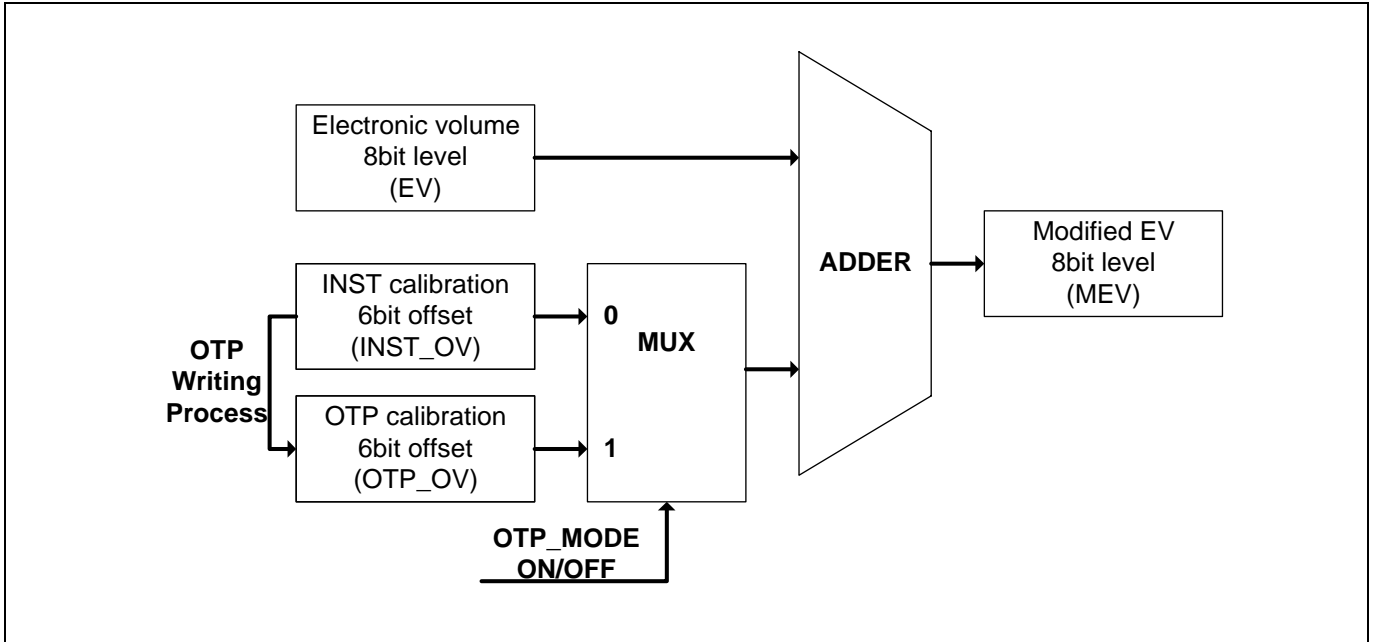 Electronic volume
8bit level
(EV)
INST calibration
6bit offset
(INST_OV)
OTP
Writing
Process
OTP calibration
6bit offset
(OTP_OV)
0
MUX
1
OTP_MODE
ON/OFF
ADDER
Modified EV
8bit level
(MEV)